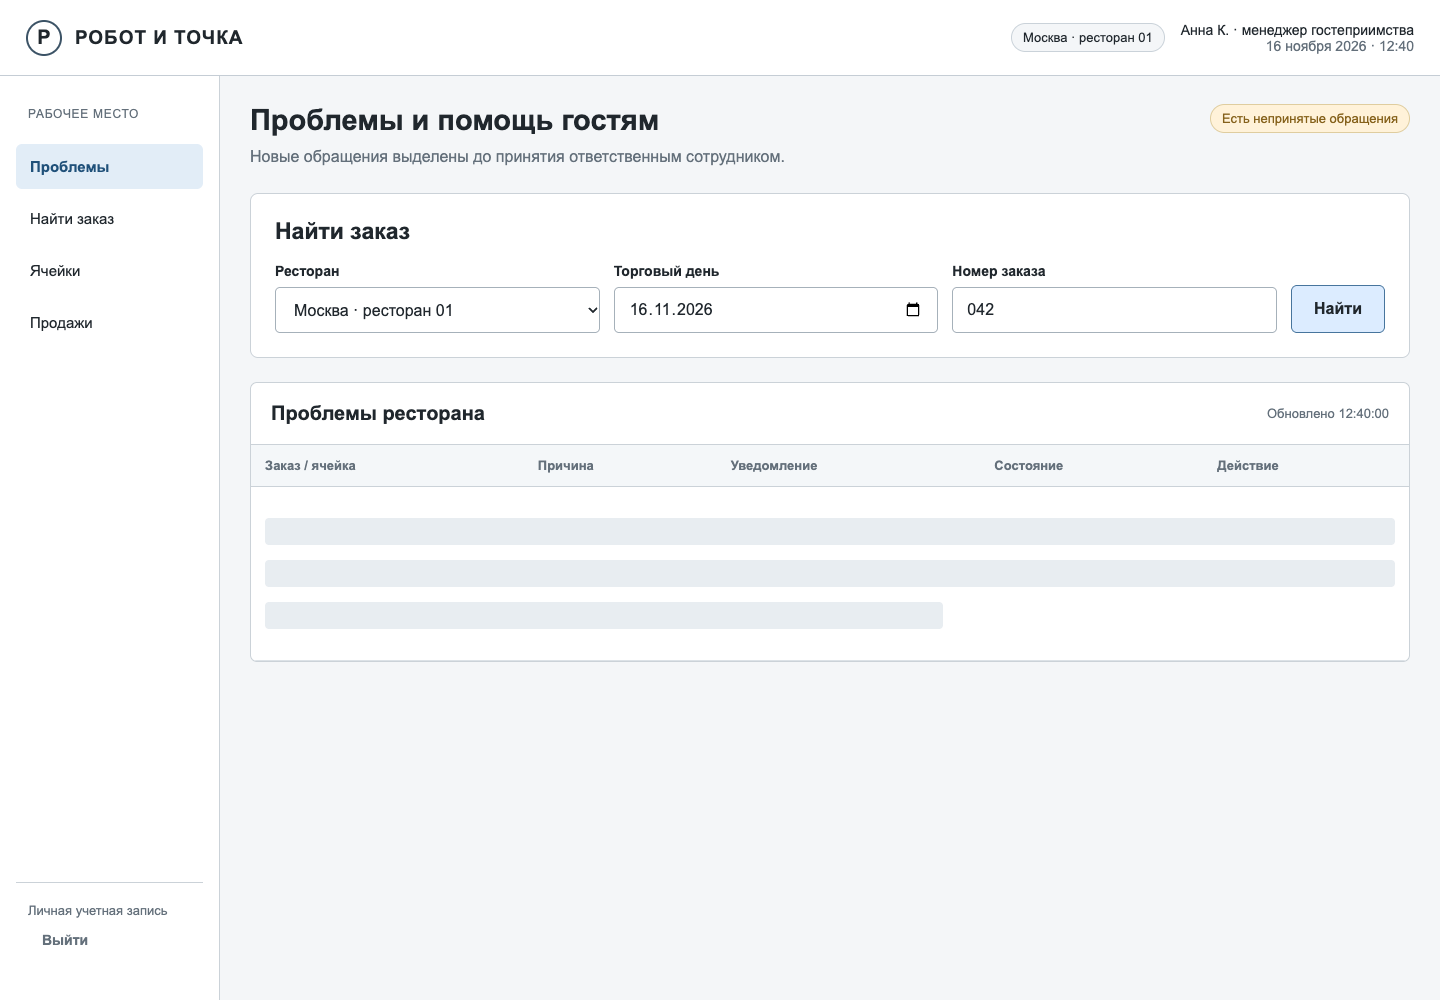 Р РОБОТ И ТОЧКА
Москва · ресторан 01
Анна К. · менеджер гостеприимства
16 ноября 2026 · 12:40
РАБОЧЕЕ МЕСТО
Проблемы
Найти заказ
Ячейки
Продажи
Личная учетная запись
Выйти
Проблемы и помощь гостям
Есть непринятые обращения
Новые обращения выделены до принятия ответственным сотрудником.
Найти заказ
Ресторан
Торговый день
Номер заказа
Москва · ресторан 01
16.11.2026
042
Найти
Проблемы ресторана
Обновлено 12:40:00
Заказ / ячейка
Причина
Уведомление
Состояние
Действие